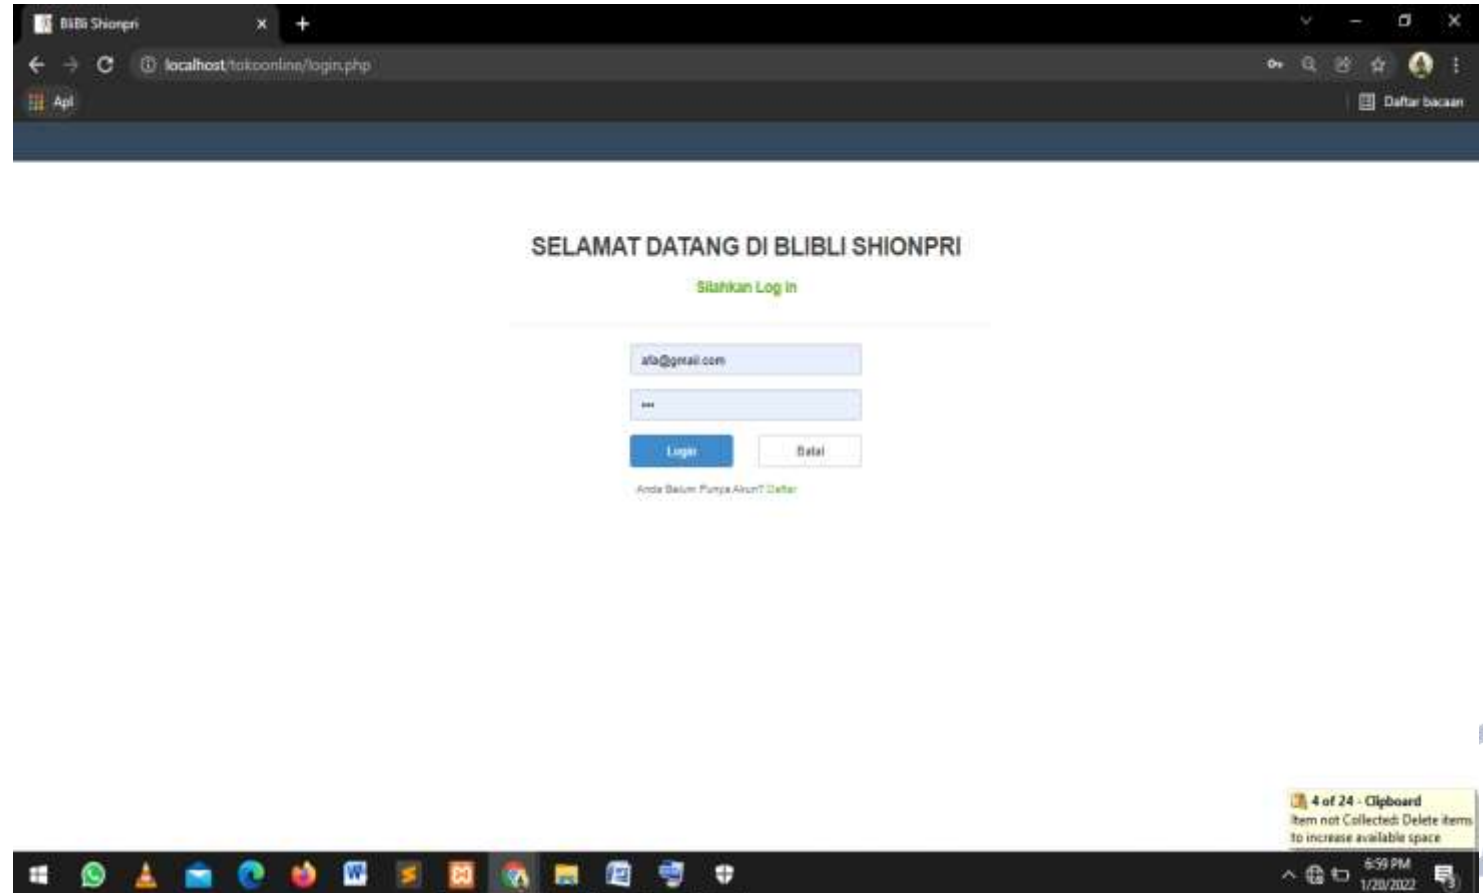 BliBli Shionpri
localhost/tokoonline/login.php
Apl
Daftar bacaan
SELAMAT DATANG DI BLIBLI SHIONPRI
Silahkan Log in
afa@gmail.com
•••
Login
Batal
Anda Belum Punya Akun? Daftar
4 of 24 - Clipboard
Item not Collected: Delete items
to increase available space
6:59 PM
1/20/2022